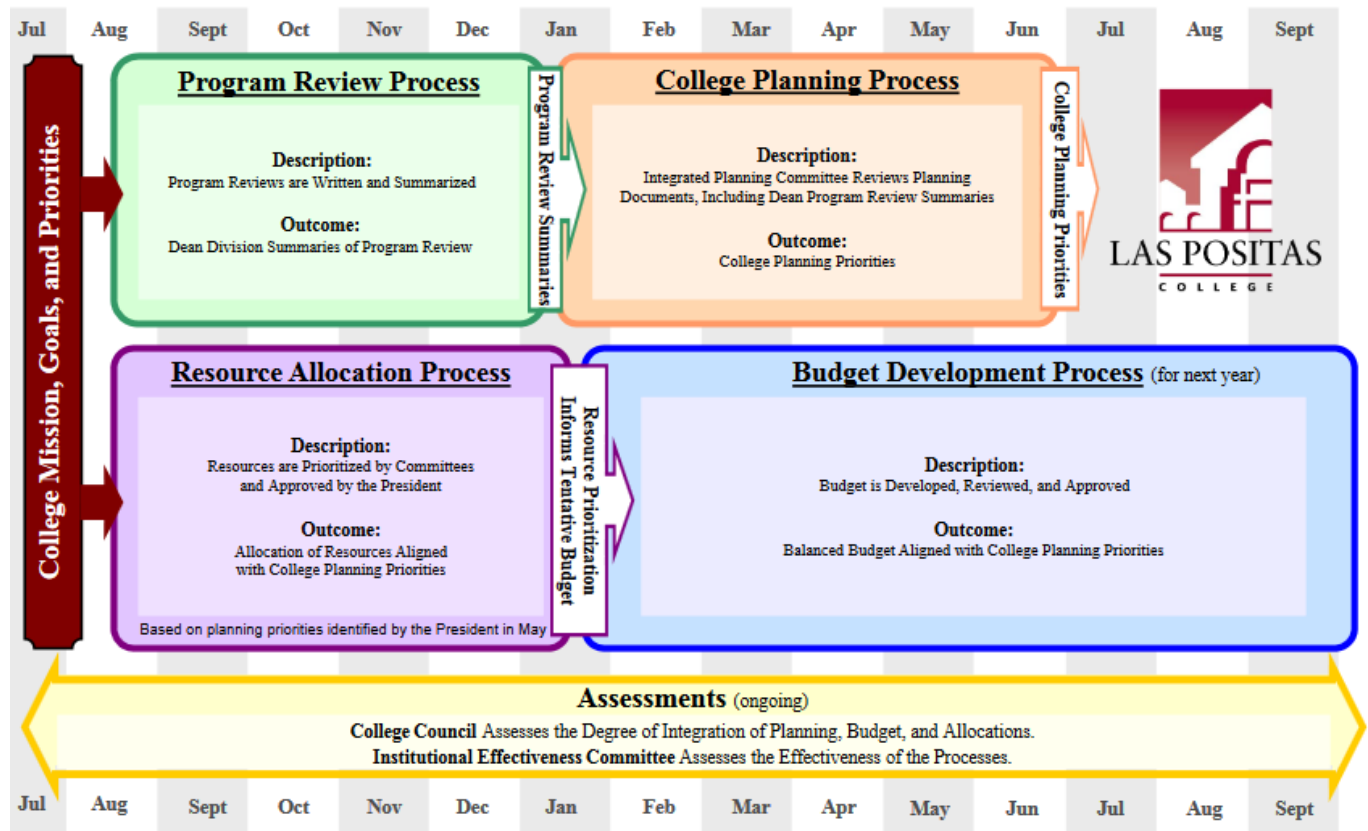 Jul Aug Sept Oct Nov Dec Jan Feb Mar Apr May Jun Jul Aug Sept
College Mission, Goals, and Priorities
Program Review Process
Description:
Program Reviews are Written and Summarized
Outcome:
Dean Division Summaries of Program Review
Program Review Summaries
College Planning Process
Description:
Integrated Planning Committee Reviews Planning
Documents, Including Dean Program Review Summaries
Outcome:
College Planning Priorities
College Planning Priorities
LAS POSITAS
COLLEGE
Resource Allocation Process
Description:
Resources are Prioritized by Committees
and Approved by the President
Outcome:
Allocation of Resources Aligned
with College Planning Priorities
Based on planning priorities identified by the President in May
Resource Prioritization
Informs Tentative Budget
Budget Development Process (for next year)
Description:
Budget is Developed, Reviewed, and Approved
Outcome:
Balanced Budget Aligned with College Planning Priorities
Assessments (ongoing)
College Council Assesses the Degree of Integration of Planning, Budget, and Allocations.
Institutional Effectiveness Committee Assesses the Effectiveness of the Processes.
Jul Aug Sept Oct Nov Dec Jan Feb Mar Apr May Jun Jul Aug Sept